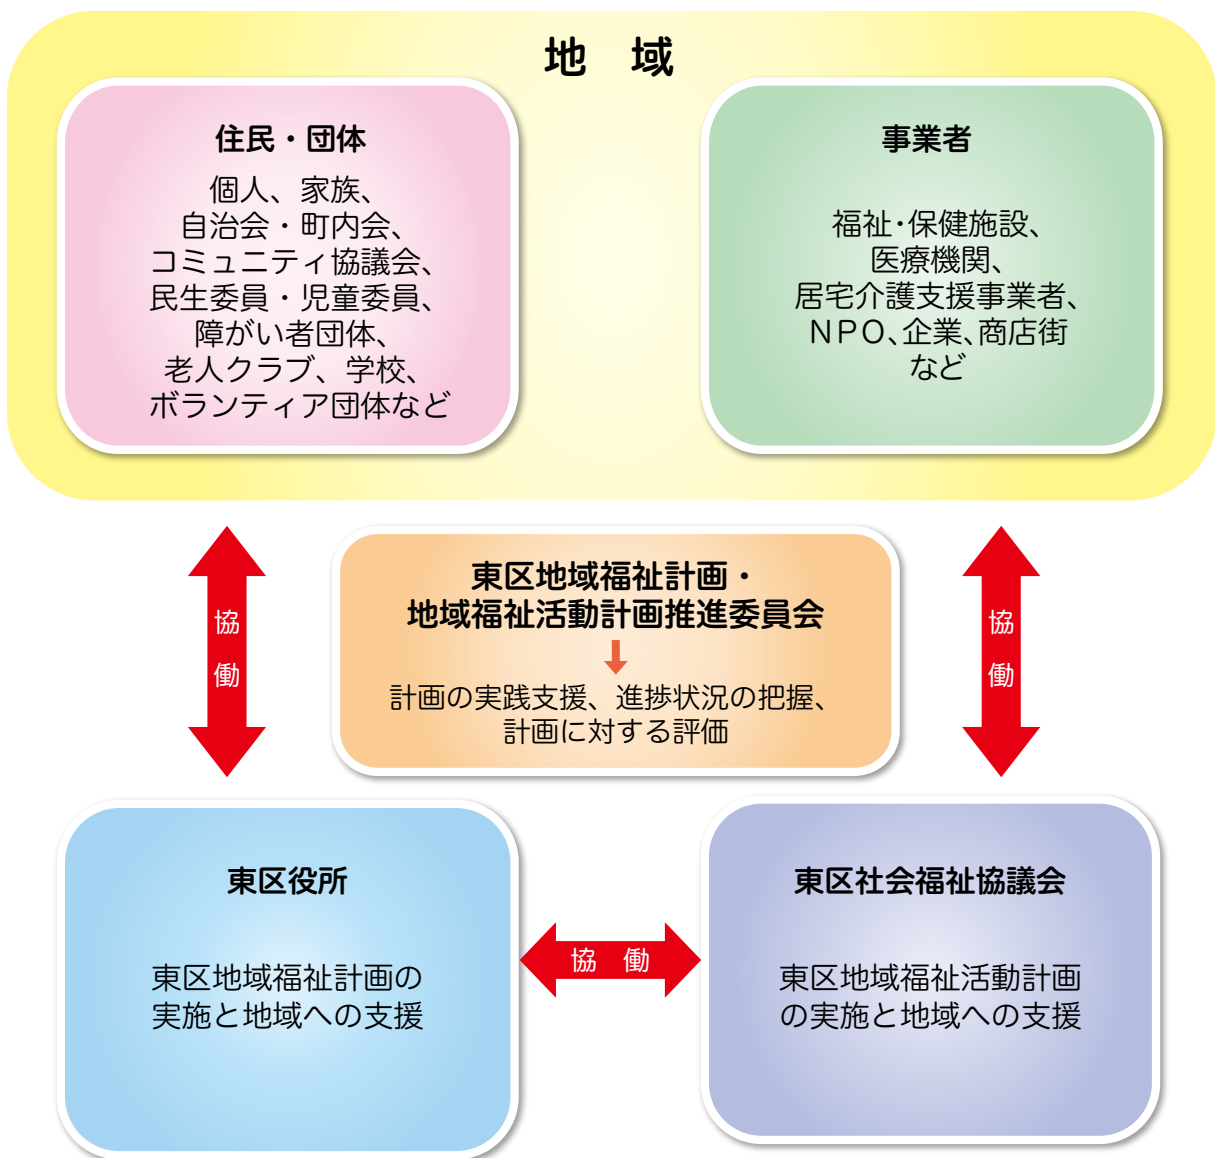 地　域
住民・団体
個人、家族、
自治会・町内会、
コミュニティ協議会、
民生委員・児童委員、
障がい者団体、
老人クラブ、学校、
ボランティア団体など
事業者
福祉・保健施設、
医療機関、
居宅介護支援事業者、
ＮＰＯ、企業、商店街
など
協働
東区地域福祉計画・
地域福祉活動計画推進委員会
計画の実践支援、進捗状況の把握、
計画に対する評価
協働
東区役所
東区地域福祉計画の
実施と地域への支援
協　働
東区社会福祉協議会
東区地域福祉活動計画
の実施と地域への支援